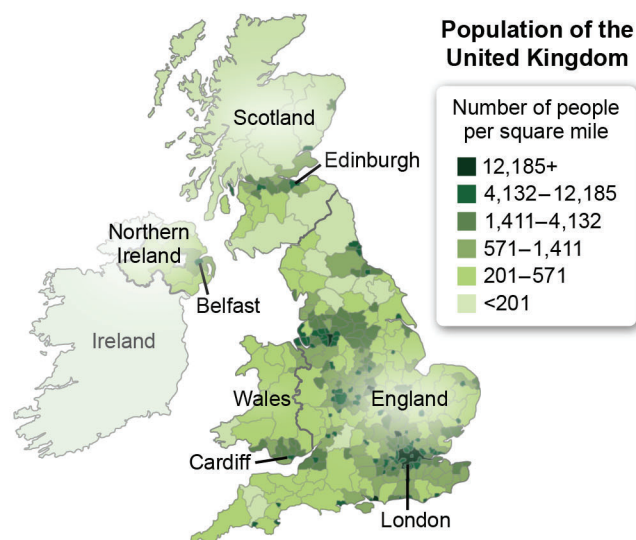 Population of the
United Kingdom
Number of people
per square mile
12,185+
4,132–12,185
1,411–4,132
571–1,411
201–571
<201
Scotland
Edinburgh
Northern
Ireland
Belfast
Ireland
Wales
England
Cardiff
London